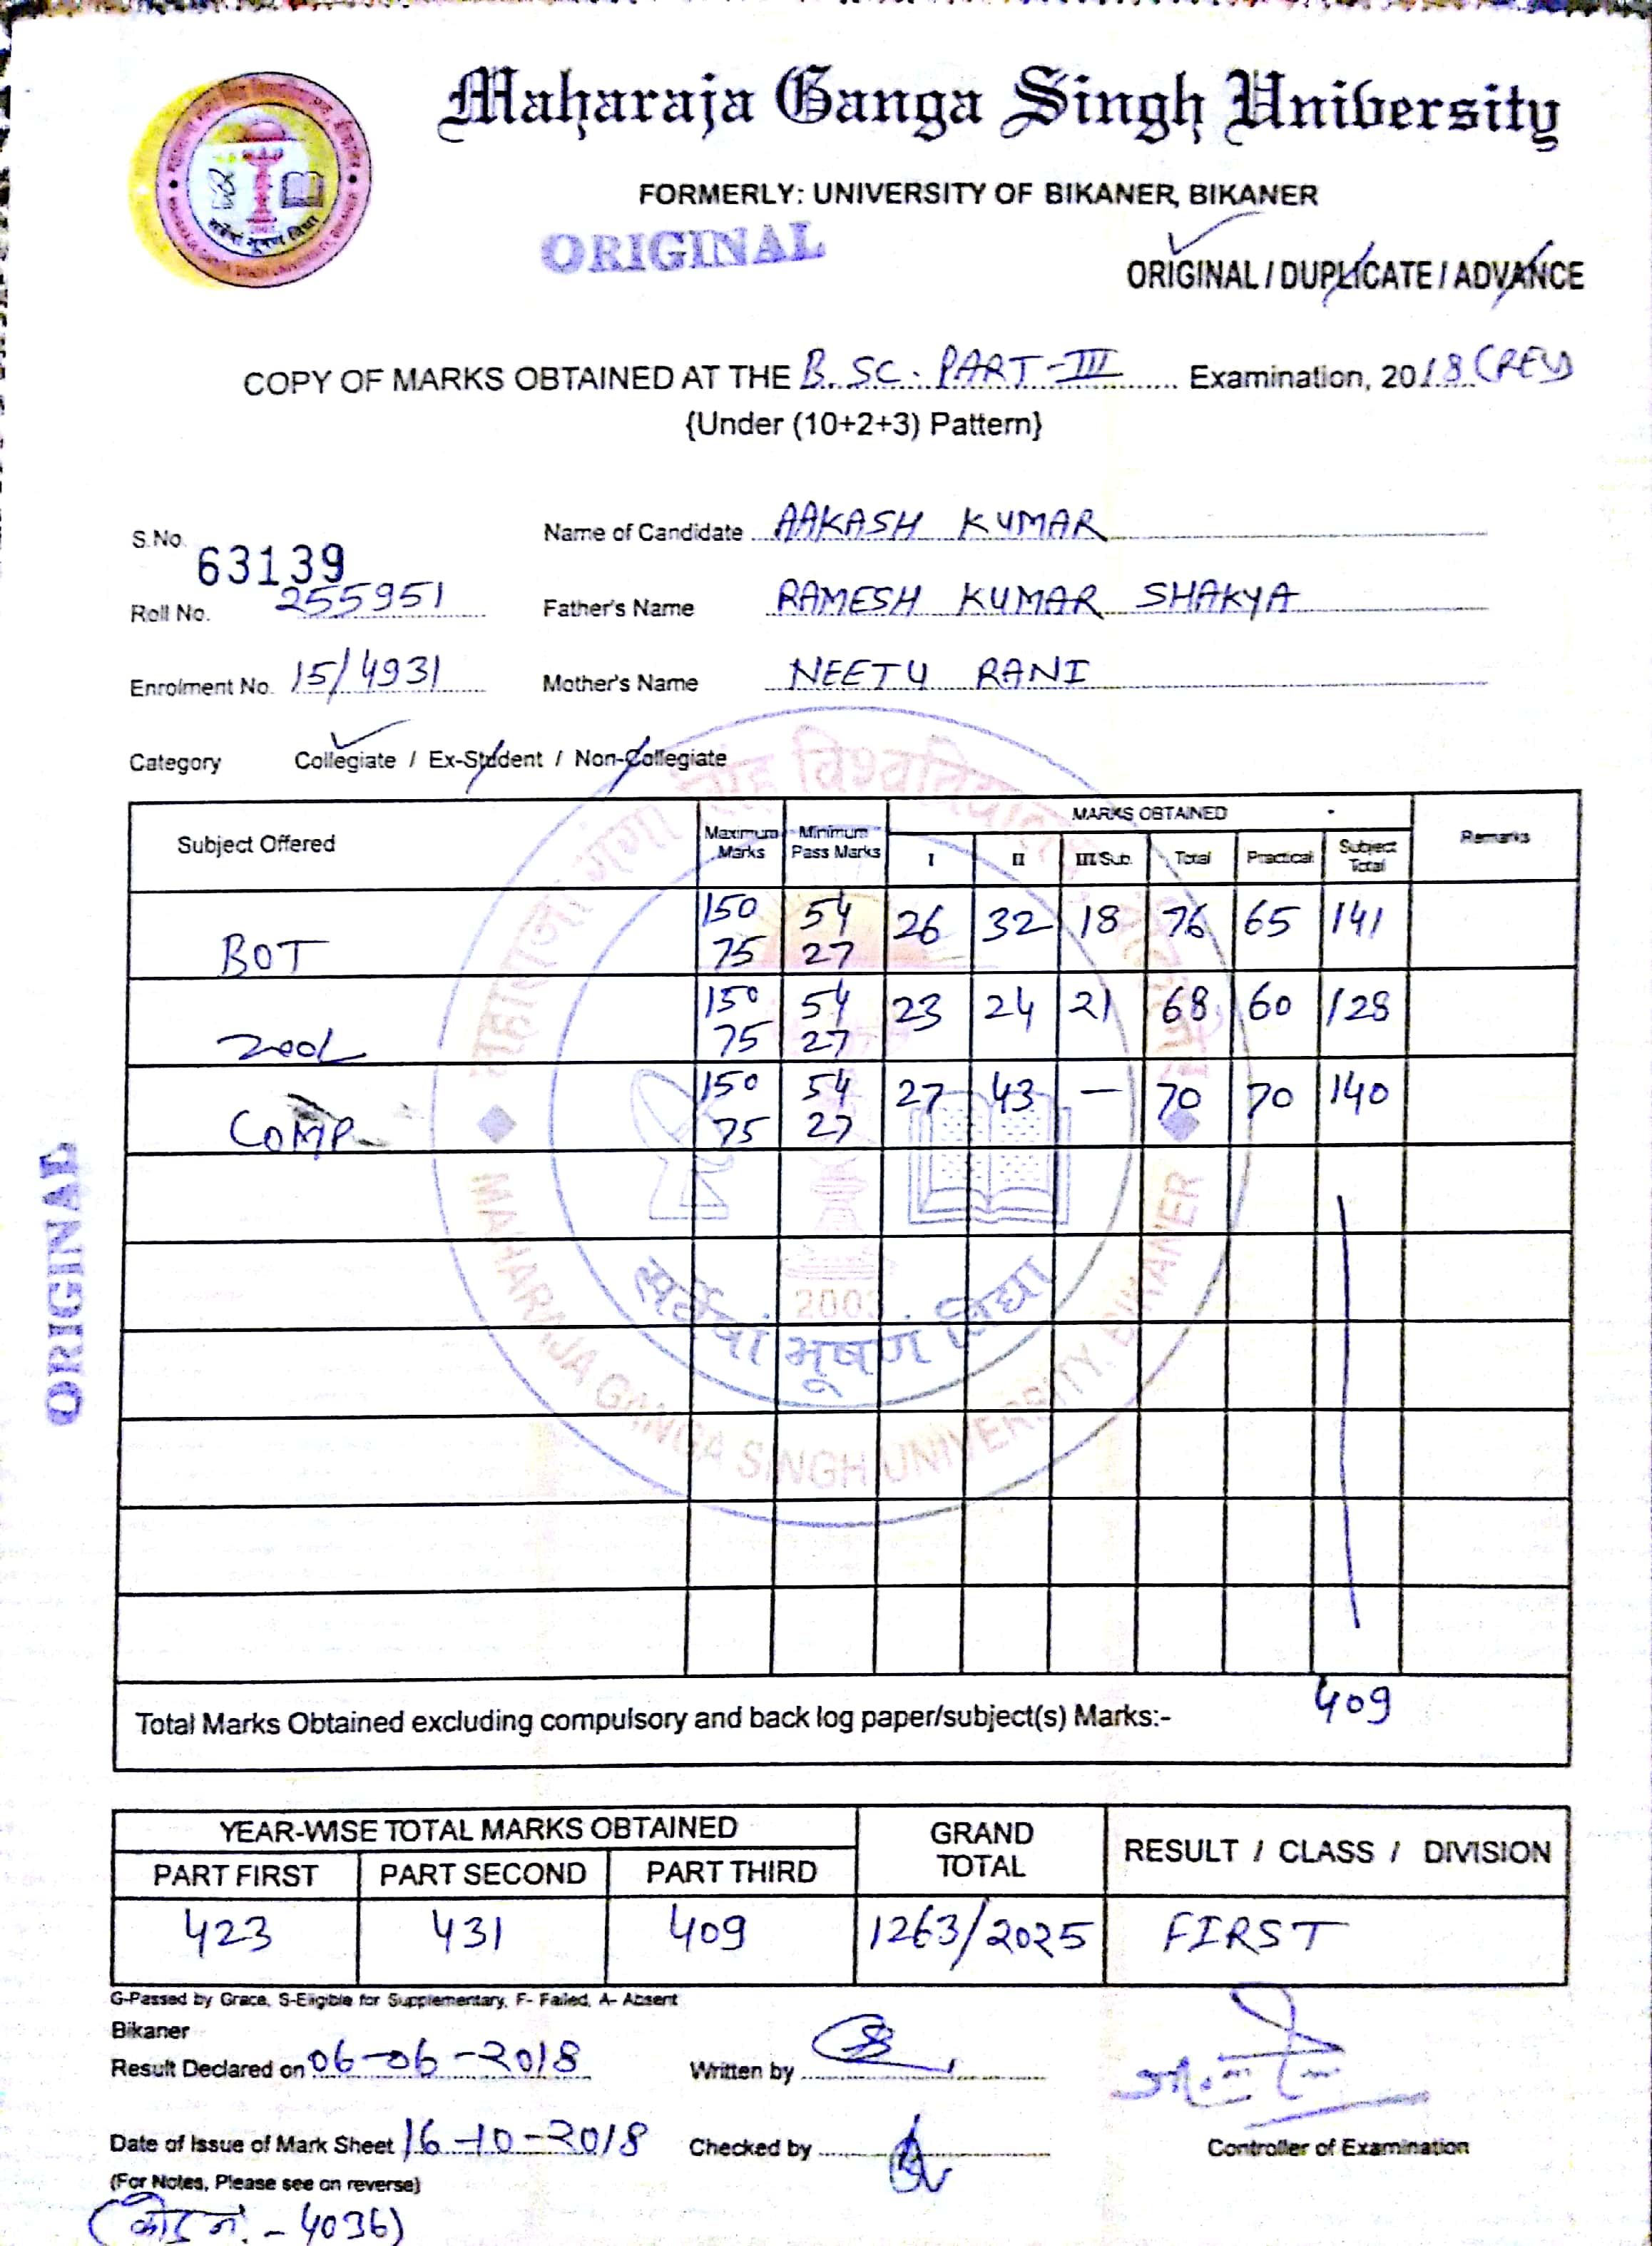 Maharaja Ganga Singh University
FORMERLY: UNIVERSITY OF BIKANER, BIKANER
ORIGINAL
ORIGINAL / DUPLICATE / ADVANCE
COPY OF MARKS OBTAINED AT THE B.SC. PART-III Examination, 2018 (REV)
{Under (10+2+3) Pattern}
S.No. 63139
Name of Candidate AAKASH KUMAR
Roll No. 255951
Father's Name RAMESH KUMAR SHAKYA
Enrolment No. 15/4931
Mother's Name NEETU RANI
Category Collegiate / Ex-Student / Non-Collegiate
Subject Offered Maximum Marks Minimum Pass Marks MARKS OBTAINED Remarks
I II III Sub. Total Practical Subject Total
BOT 150 54 26 32 18 76 65 141
75 27
ZOOL 150 54 23 24 21 68 60 128
75 27
COMP. 150 54 27 43 — 70 70 140
75 27
ORIGINAL
सर्वेषां भूषणं विद्या
2003
MAHARAJA GANGA SINGH UNIVERSITY, BIKANER
Total Marks Obtained excluding compulsory and back log paper/subject(s) Marks:- 409
YEAR-WISE TOTAL MARKS OBTAINED GRAND TOTAL RESULT / CLASS / DIVISION
PART FIRST PART SECOND PART THIRD
423 431 409 1263/2025 FIRST
G-Passed by Grace, S-Eligible for Supplementary, F- Failed, A- Absent
Bikaner
Result Declared on 06-06-2018 Written by
Date of Issue of Mark Sheet 16-10-2018 Checked by Controller of Examination
(For Notes, Please see on reverse)
(कोड नं. - 4036)